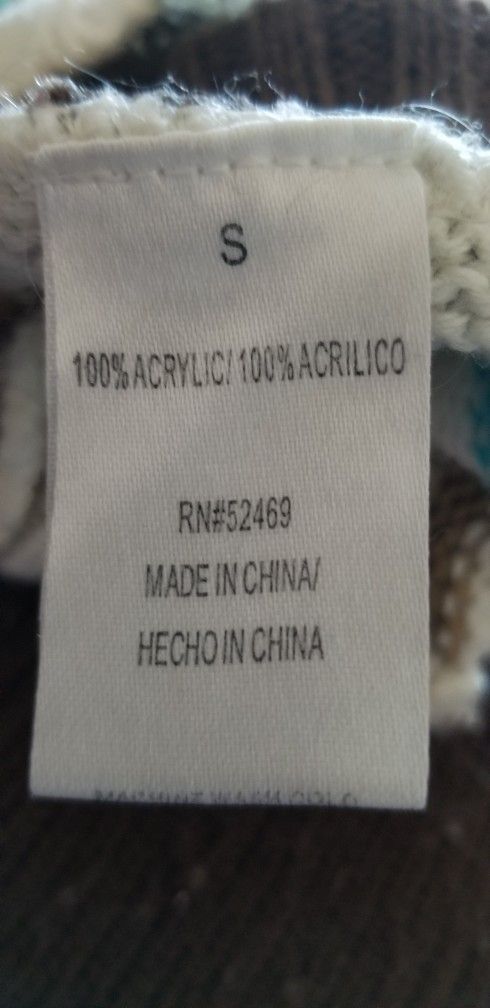 S
100% ACRYLIC/ 100% ACRILICO
RN#52469
MADE IN CHINA/
HECHO IN CHINA